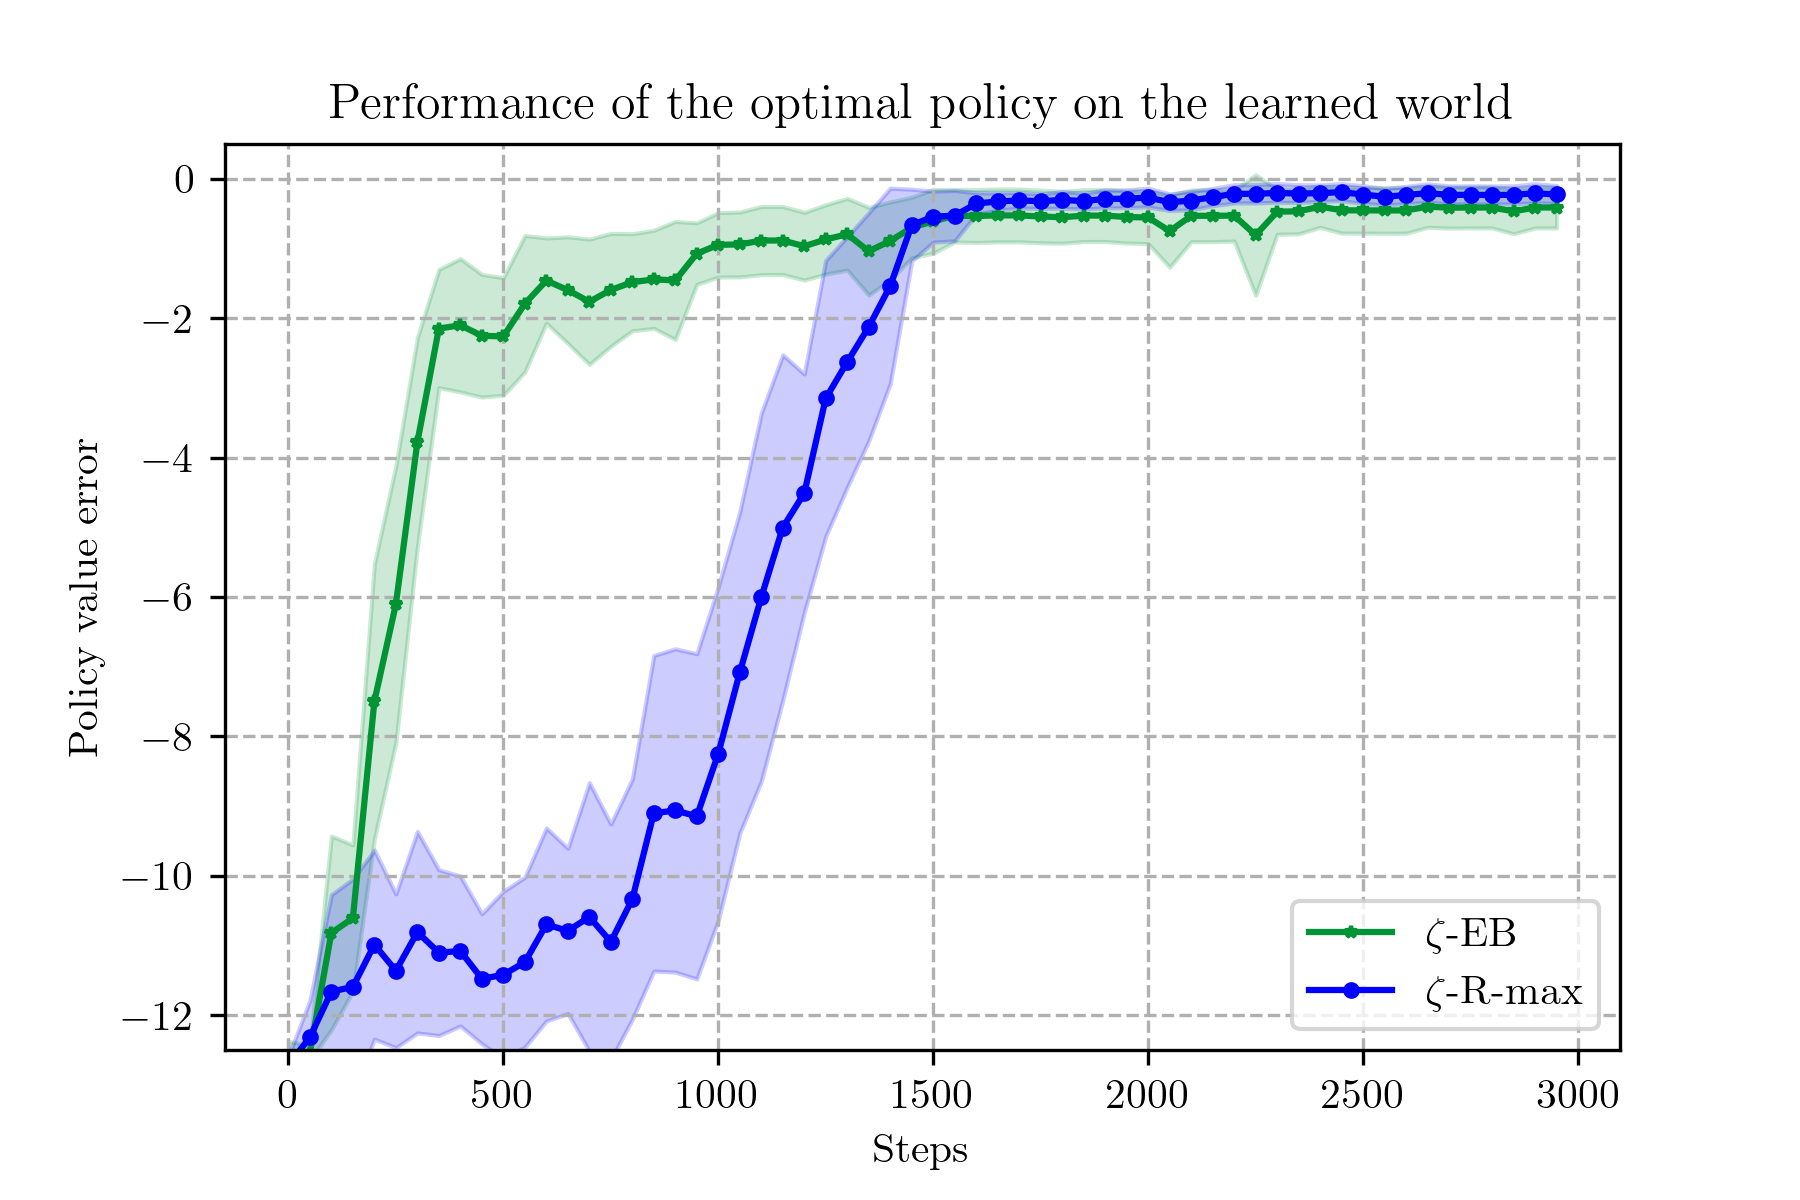 Performance of the optimal policy on the learned world
0
−2
−4
−6
−8
−10
−12
Policy value error
0 500 1000 1500 2000 2500 3000
Steps
ζ-EB
ζ-R-max